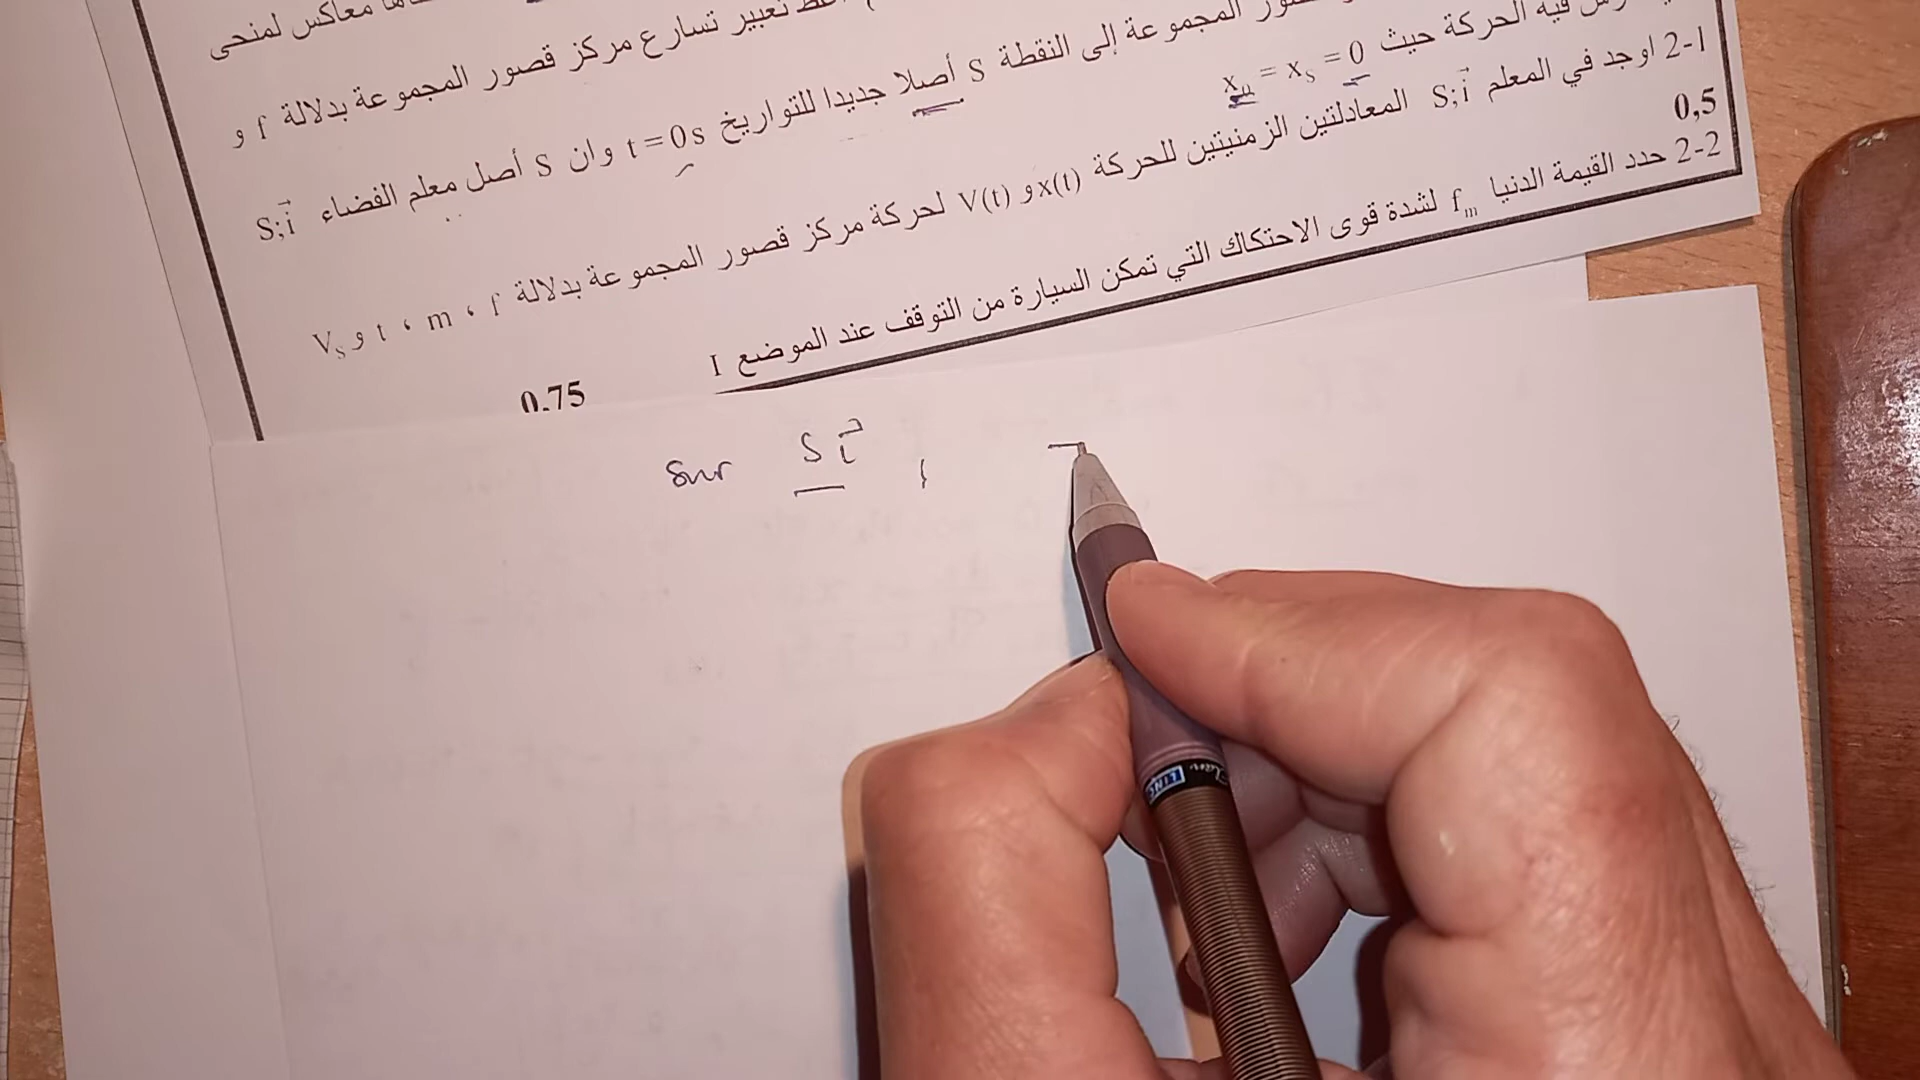 معاكس لمنحى
تعبير تسارع مركز قصور المجموعة بدلالة f و
فيه الحركة حيث x₀ = xS = 0
المجموعة إلى النقطة S أصلا جديدا للتواريخ t = 0s وان S أصل معلم الفضاء S;i⃗
2-1 اوجد في المعلم S;i⃗ المعادلتين الزمنيتين للحركة x(t) و V(t) لحركة مركز قصور المجموعة بدلالة f ، m ، t و VS
0,5
2-2 حدد القيمة الدنيا fm لشدة قوى الاحتكاك التي تمكن السيارة من التوقف عند الموضع I
0.75
Sur S i⃗ ,
LINC